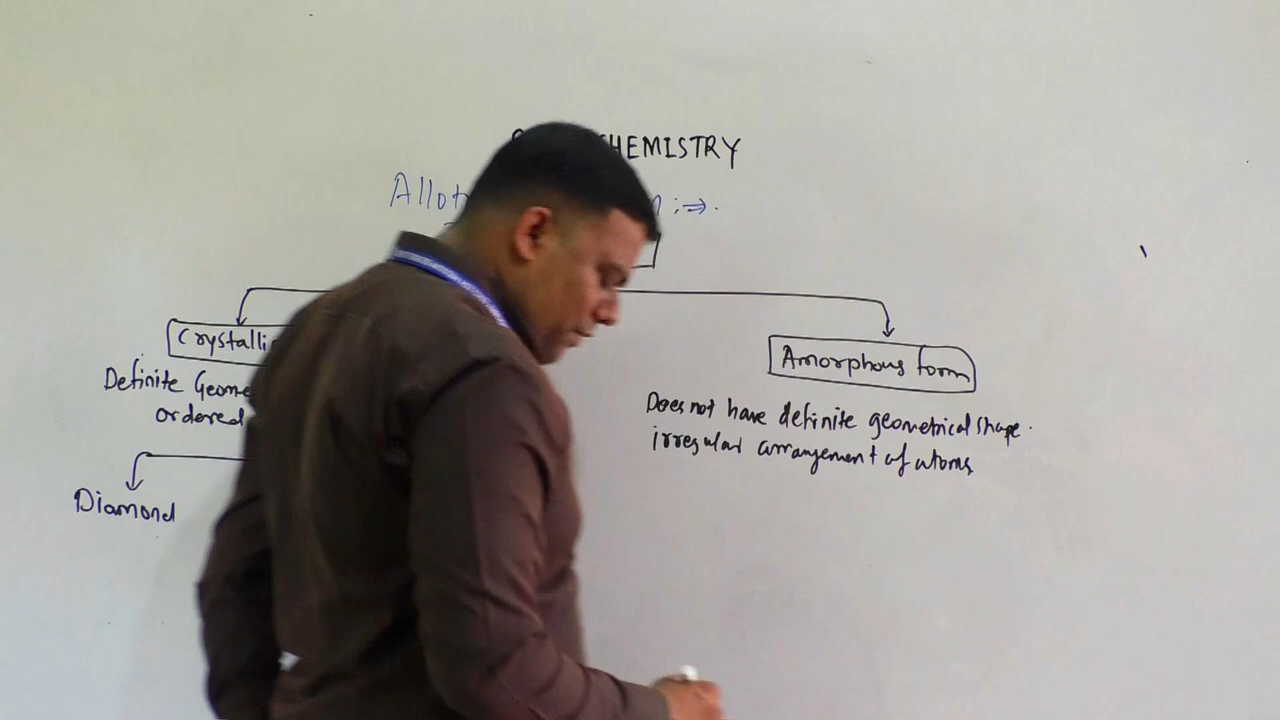 CHEMISTRY
Allot :⇒.
Crystalli
Amorphous form
Definite Geome
ordered
Does not have definite geometrical shape.
irregular arrangement of atoms
Diamond